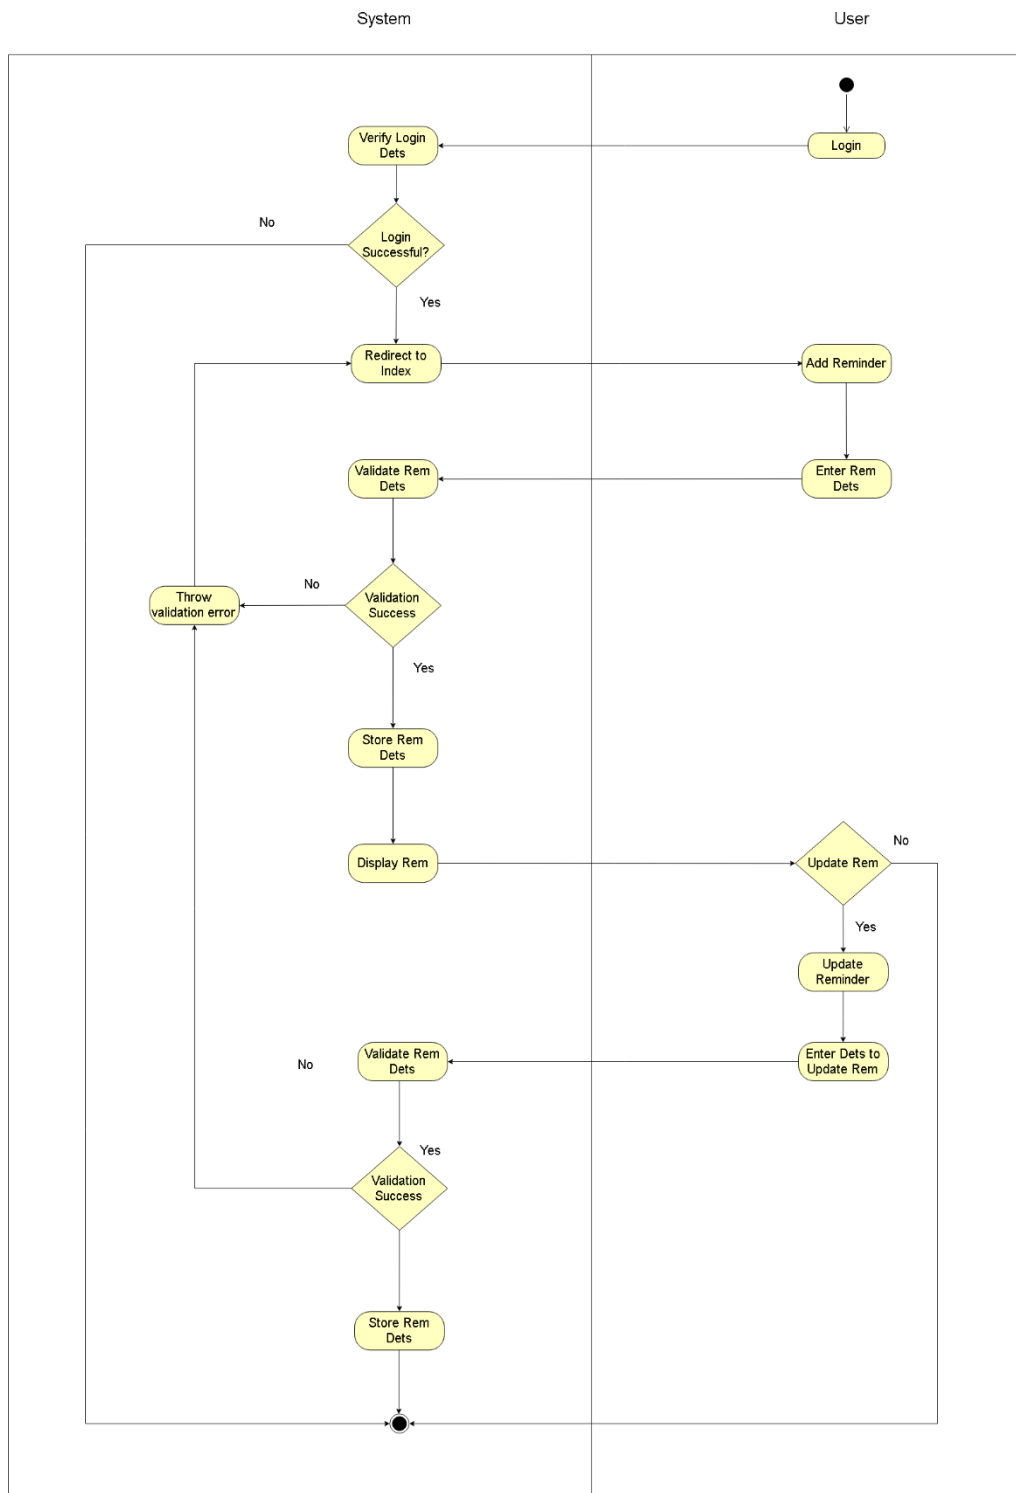 System
User
Login
Verify Login
Dets
No
Login
Successful?
Yes
Redirect to
Index
Add Reminder
Enter Rem
Dets
Validate Rem
Dets
Validation
Success
No
Throw
validation error
Yes
Store Rem
Dets
Display Rem
Update Rem
No
Yes
Update
Reminder
Enter Dets to
Update Rem
Validate Rem
Dets
No
Yes
Validation
Success
Store Rem
Dets